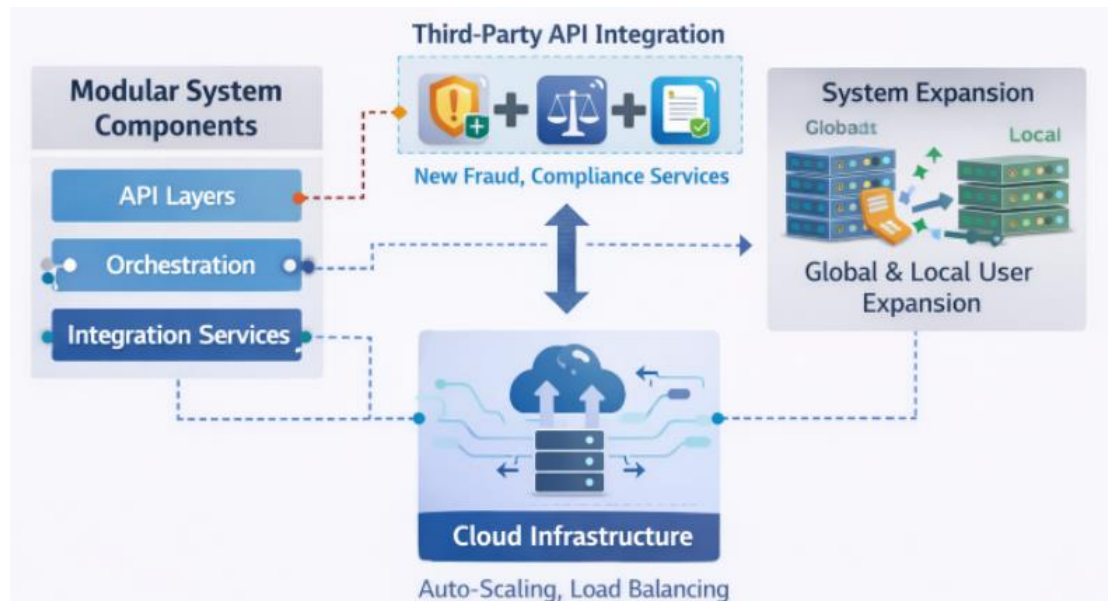 Third-Party API Integration
Modular System
Components
API Layers
Orchestration
Integration Services
New Fraud, Compliance Services
System Expansion
Local
Global & Local User
Expansion
Cloud Infrastructure
Auto-Scaling, Load Balancing